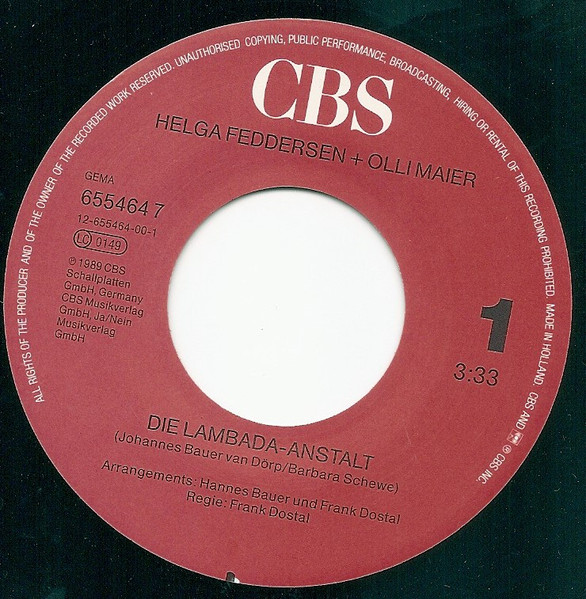 ALL RIGHTS OF THE PRODUCER AND OF THE OWNER OF THE RECORDED WORK RESERVED. UNAUTHORISED COPYING, PUBLIC PERFORMANCE, BROADCASTING, HIRING OR RENTAL OF THIS RECORDING PROHIBITED. MADE IN HOLLAND. CBS AND ® CBS INC.
CBS
HELGA FEDDERSEN + OLLI MAIER
GEMA
655464 7
12-655464-00-1
LC 0149
℗ 1989 CBS
Schallplatten
GmbH, Germany
CBS Musikverlag
GmbH, Ja/Nein
Musikverlag
GmbH
1
3:33
DIE LAMBADA-ANSTALT
(Johannes Bauer van Dörp/Barbara Schewe)
Arrangements: Hannes Bauer und Frank Dostal
Regie: Frank Dostal